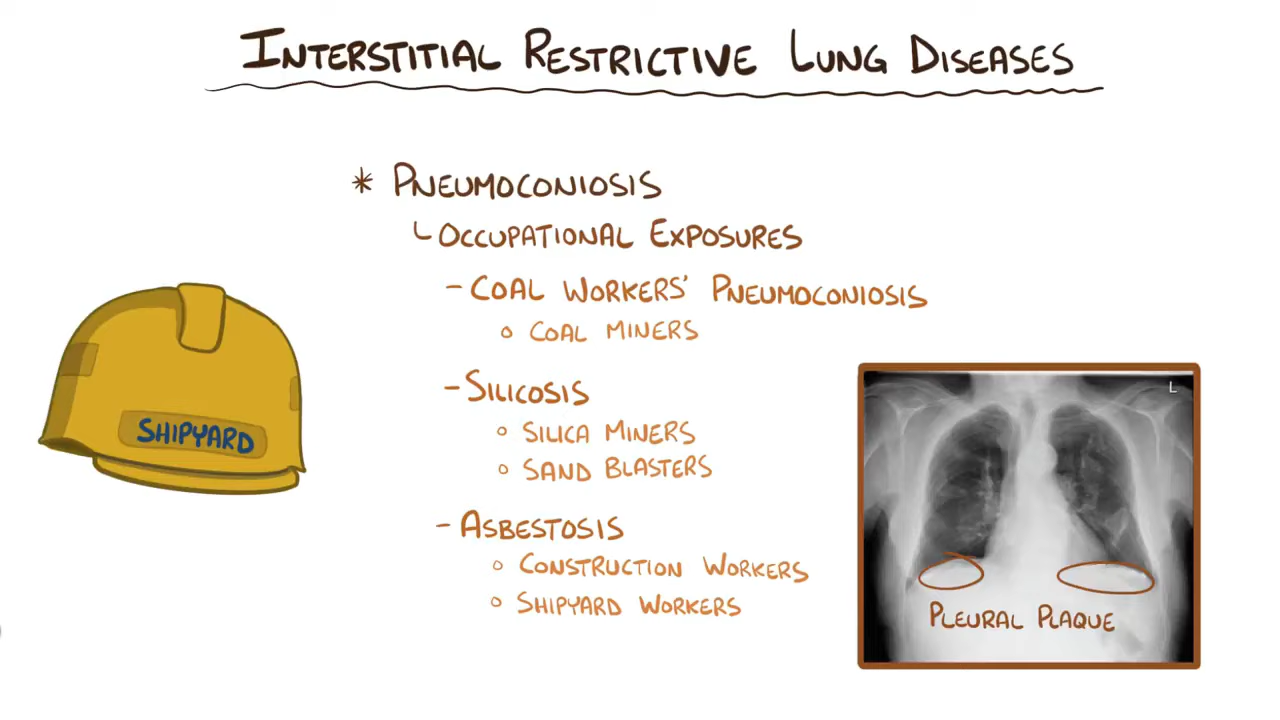 INTERSTITIAL RESTRICTIVE LUNG DISEASES
* PNEUMOCONIOSIS
OCCUPATIONAL EXPOSURES
- COAL WORKERS' PNEUMOCONIOSIS
o COAL MINERS
- SILICOSIS
o SILICA MINERS
o SAND BLASTERS
- ASBESTOSIS
o CONSTRUCTION WORKERS
o SHIPYARD WORKERS
SHIPYARD
L
PLEURAL PLAQUE